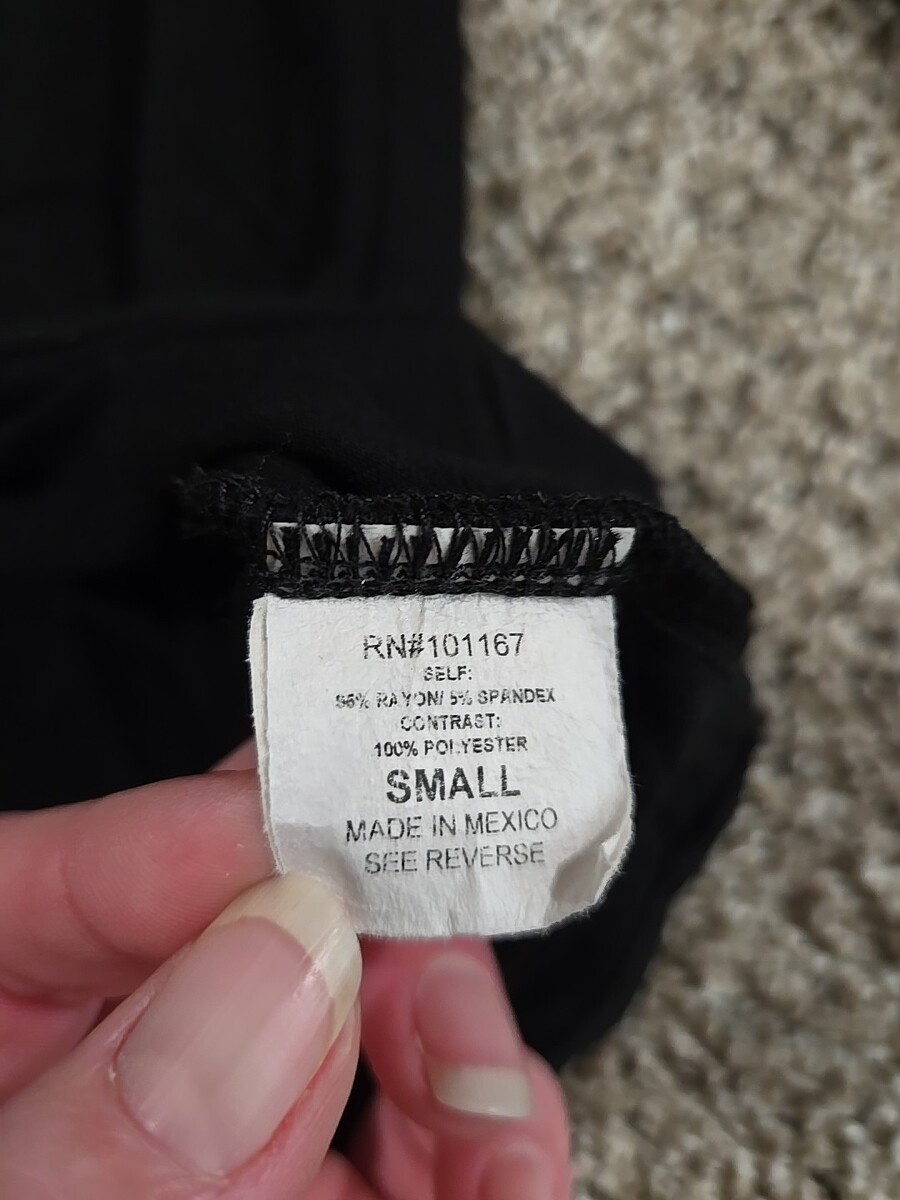 RN#101167
SELF:
95% RAYON/ 5% SPANDEX
CONTRAST:
100% POLYESTER
SMALL
MADE IN MEXICO
SEE REVERSE